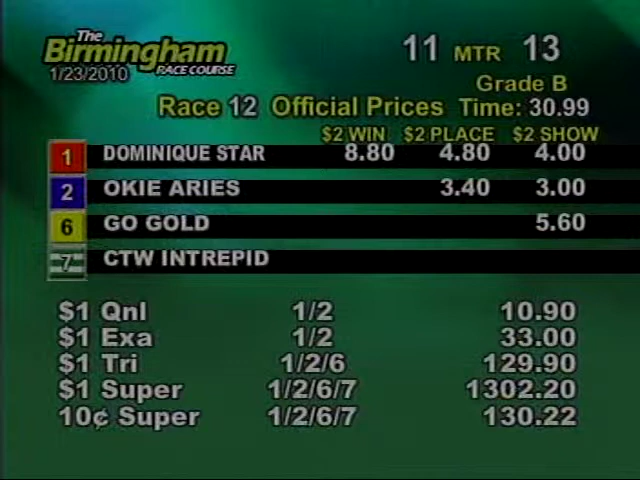 The
Birmingham
RACE COURSE
1/23/2010
11 MTR 13
Grade B
Race 12 Official Prices Time: 30.99
$2 WIN $2 PLACE $2 SHOW
1 DOMINIQUE STAR 8.80 4.80 4.00
2 OKIE ARIES 3.40 3.00
6 GO GOLD 5.60
7 CTW INTREPID
$1 Qnl 1/2 10.90
$1 Exa 1/2 33.00
$1 Tri 1/2/6 129.90
$1 Super 1/2/6/7 1302.20
10¢ Super 1/2/6/7 130.22